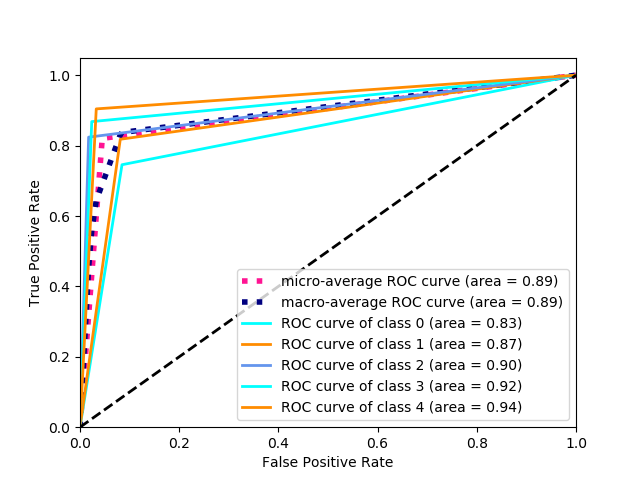 1.0
0.8
0.6
0.4
0.2
0.0
True Positive Rate
micro-average ROC curve (area = 0.89)
macro-average ROC curve (area = 0.89)
ROC curve of class 0 (area = 0.83)
ROC curve of class 1 (area = 0.87)
ROC curve of class 2 (area = 0.90)
ROC curve of class 3 (area = 0.92)
ROC curve of class 4 (area = 0.94)
0.0 0.2 0.4 0.6 0.8 1.0
False Positive Rate